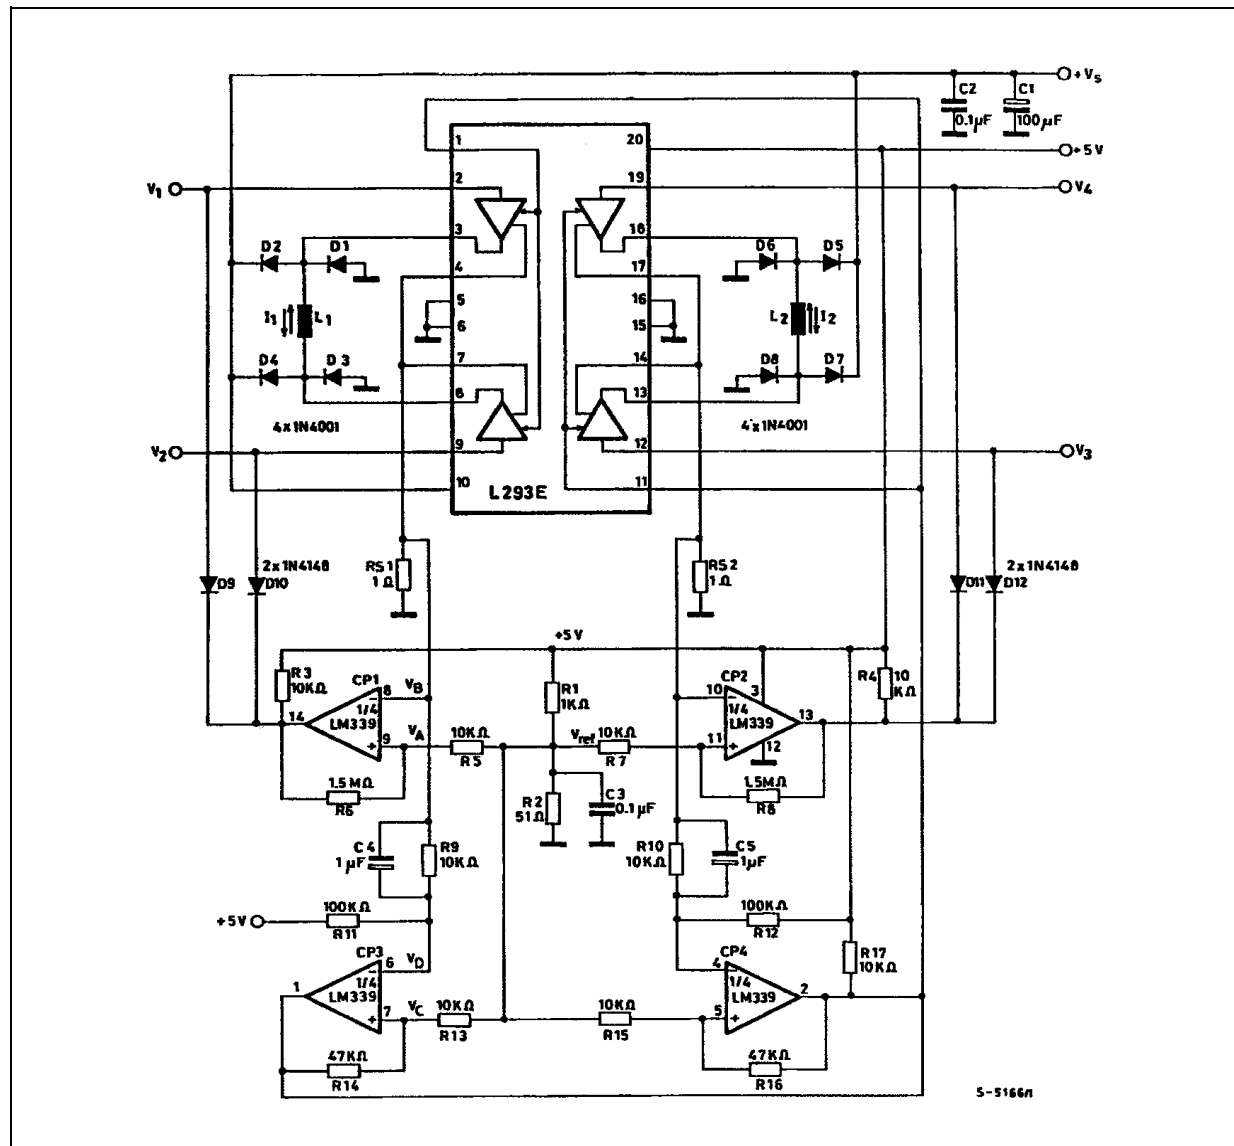 +Vs
C2
C1
0.1µF
100µF
1
20
+5V
V1
2
19
V4
3
18
D2
D1
D6
D5
4
17
5
16
I1
L1
L2
I2
6
15
D4
D3
7
14
D8
D7
8
13
4x1N4001
4x1N4001
V2
9
12
V3
10
11
L293E
RS1
1Ω
RS2
1Ω
2x1N4148
D9
D10
2x1N4148
D11
D12
+5V
R3
10KΩ
CP1
8
VB
R1
1KΩ
CP2
10
3
R4
10
KΩ
14
1/4
LM339
1/4
LM339
13
9
VA
10KΩ
R5
Vref
10KΩ
R7
11
12
1.5MΩ
R6
R2
51Ω
C3
0.1µF
1.5MΩ
R8
C4
1µF
R9
10KΩ
R10
10KΩ
C5
1µF
+5V
100KΩ
R11
100KΩ
R12
CP3
6
VD
CP4
4
R17
10KΩ
1
1/4
LM339
1/4
LM339
2
7
VC
10KΩ
R13
10KΩ
R15
5
47KΩ
R14
47KΩ
R16